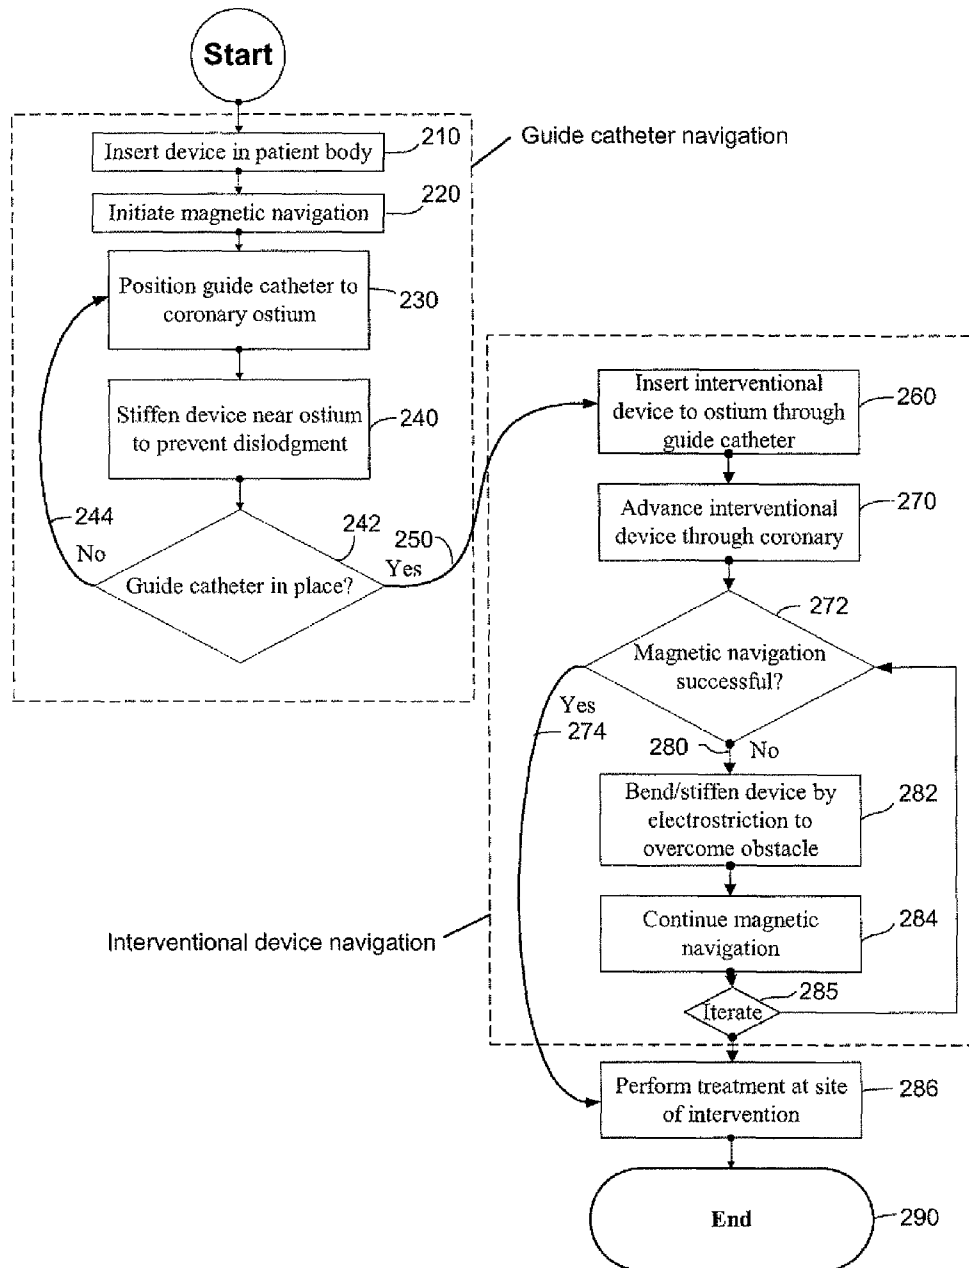 Start
210
Insert device in patient body
Guide catheter navigation
220
Initiate magnetic navigation
Position guide catheter to
coronary ostium
230
Stiffen device near ostium
to prevent dislodgment
240
244
No
242
250
Yes
Guide catheter in place?
Insert interventional
device to ostium through
guide catheter
260
Advance interventional
device through coronary
270
272
Magnetic navigation
successful?
Yes
274
280
No
Bend/stiffen device by
electrostriction to
overcome obstacle
282
Interventional device navigation
Continue magnetic
navigation
284
285
Iterate
Perform treatment at site
of intervention
286
End
290